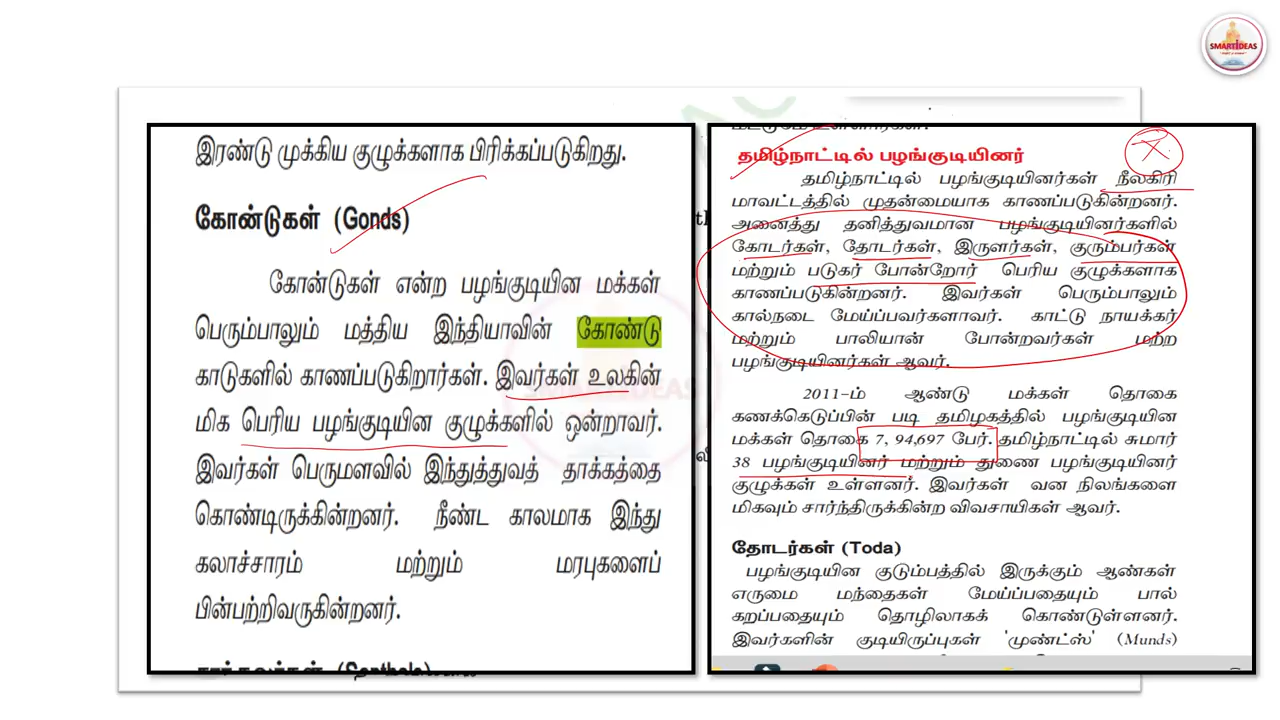 SMARTIDEAS
இரண்டு முக்கிய குழுக்களாக பிரிக்கப்படுகிறது.
கோண்டுகள் (Gonds)
கோண்டுகள் என்ற பழங்குடியின மக்கள்
பெரும்பாலும் மத்திய இந்தியாவின் கோண்டு
காடுகளில் காணப்படுகிறார்கள். இவர்கள் உலகின்
மிக பெரிய பழங்குடியின குழுக்களில் ஒன்றாவர்.
இவர்கள் பெருமளவில் இந்துத்துவத் தாக்கத்தை
கொண்டிருக்கின்றனர். நீண்ட காலமாக இந்து
கலாச்சாரம் மற்றும் மரபுகளைப்
பின்பற்றிவருகின்றனர்.
தமிழ்நாட்டில் பழங்குடியினர்
தமிழ்நாட்டில் பழங்குடியினர்கள் நீலகிரி
மாவட்டத்தில் முதன்மையாக காணப்படுகின்றனர்.
அனைத்து தனித்துவமான பழங்குடியினர்களில்
கோடர்கள், தோடர்கள், இருளர்கள், குரும்பர்கள்
மற்றும் படுகர் போன்றோர் பெரிய குழுக்களாக
காணப்படுகின்றனர். இவர்கள் பெரும்பாலும்
கால்நடை மேய்ப்பவர்களாவர். காட்டு நாயக்கர்
மற்றும் பாலியான் போன்றவர்கள் மற்ற
பழங்குடியினர்கள் ஆவர்.
2011-ம் ஆண்டு மக்கள் தொகை
கணக்கெடுப்பின் படி தமிழகத்தில் பழங்குடியின
மக்கள் தொகை 7, 94,697 பேர். தமிழ்நாட்டில் சுமார்
38 பழங்குடியினர் மற்றும் துணை பழங்குடியினர்
குழுக்கள் உள்ளனர். இவர்கள் வன நிலங்களை
மிகவும் சார்ந்திருக்கின்ற விவசாயிகள் ஆவர்.
தோடர்கள் (Toda)
பழங்குடியின குடும்பத்தில் இருக்கும் ஆண்கள்
எருமை மந்தைகள் மேய்ப்பதையும் பால்
கறப்பதையும் தொழிலாகக் கொண்டுள்ளனர்.
இவர்களின் குடியிருப்புகள் 'முண்ட்ஸ்' (Munds)